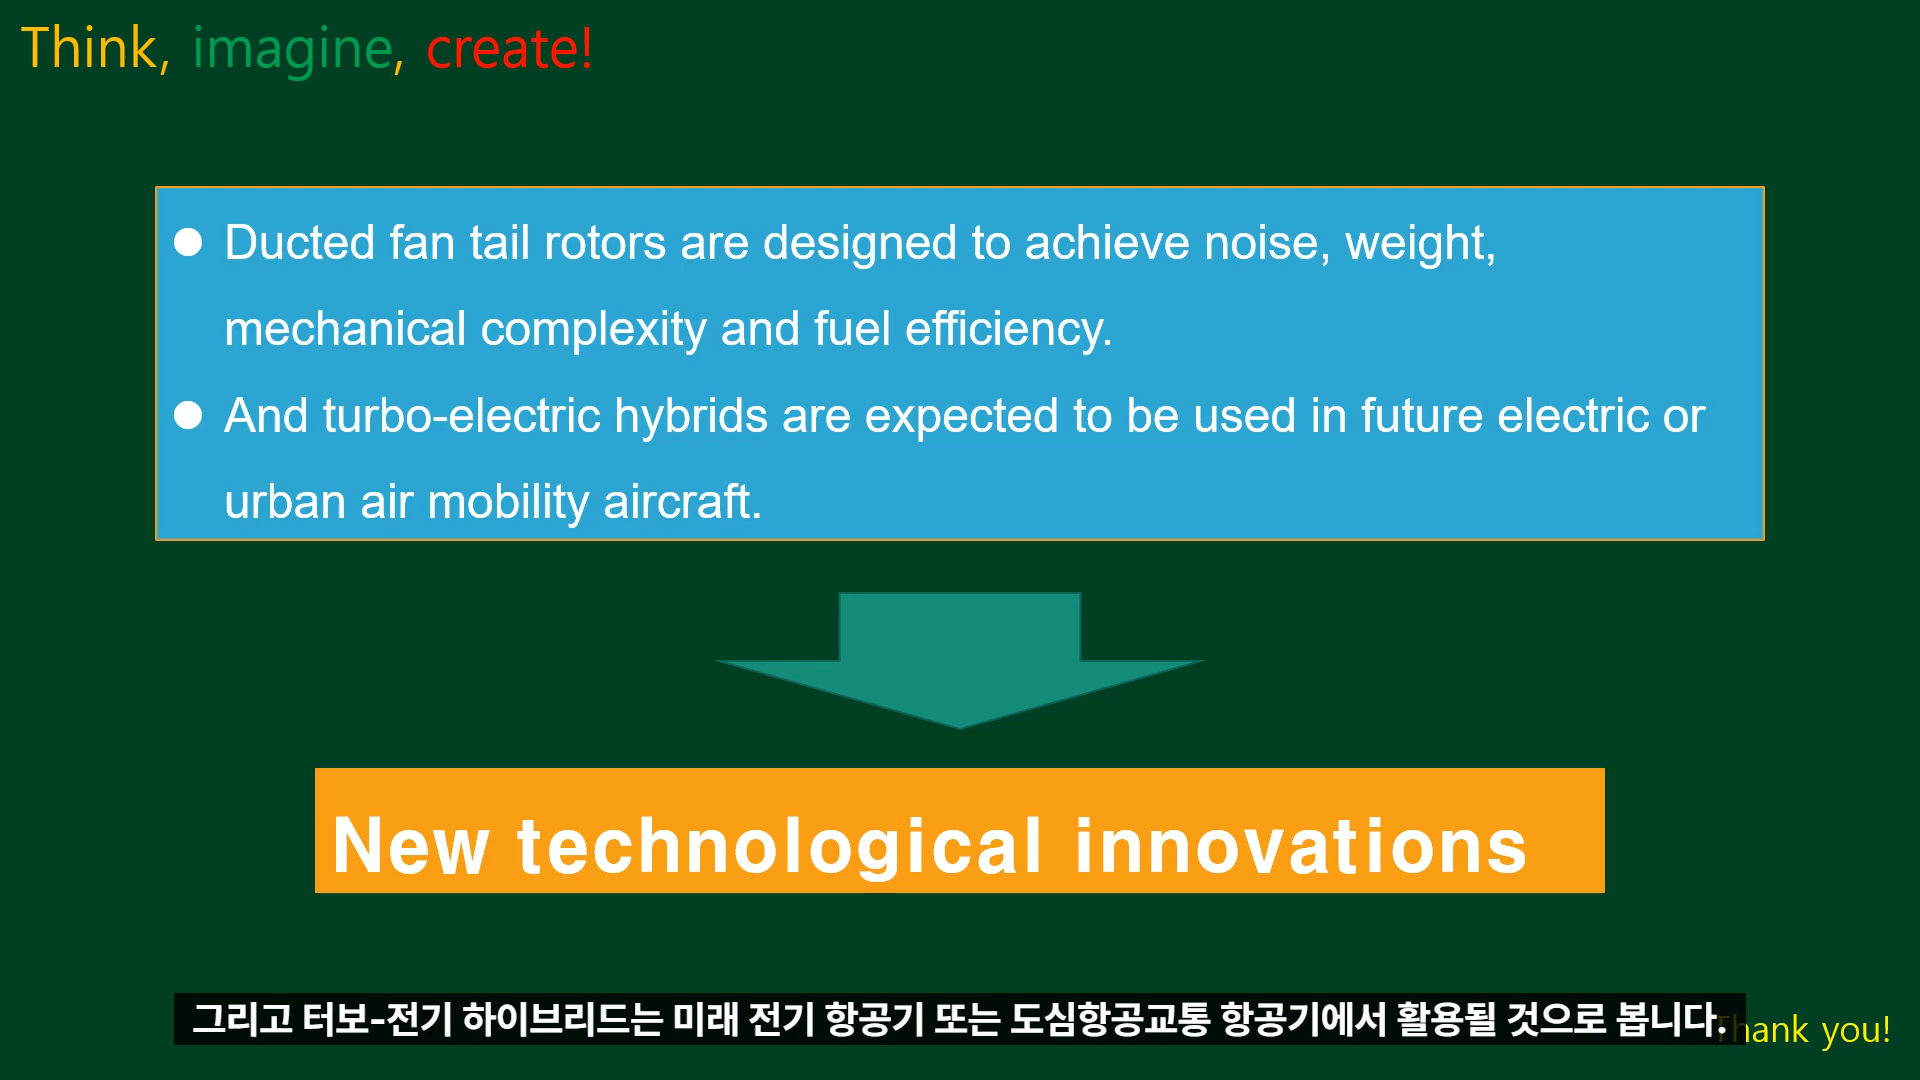 Think, imagine, create!
● Ducted fan tail rotors are designed to achieve noise, weight,
mechanical complexity and fuel efficiency.
● And turbo-electric hybrids are expected to be used in future electric or
urban air mobility aircraft.
New technological innovations
그리고 터보-전기 하이브리드는 미래 전기 항공기 또는 도심항공교통 항공기에서 활용될 것으로 봅니다.
Thank you!